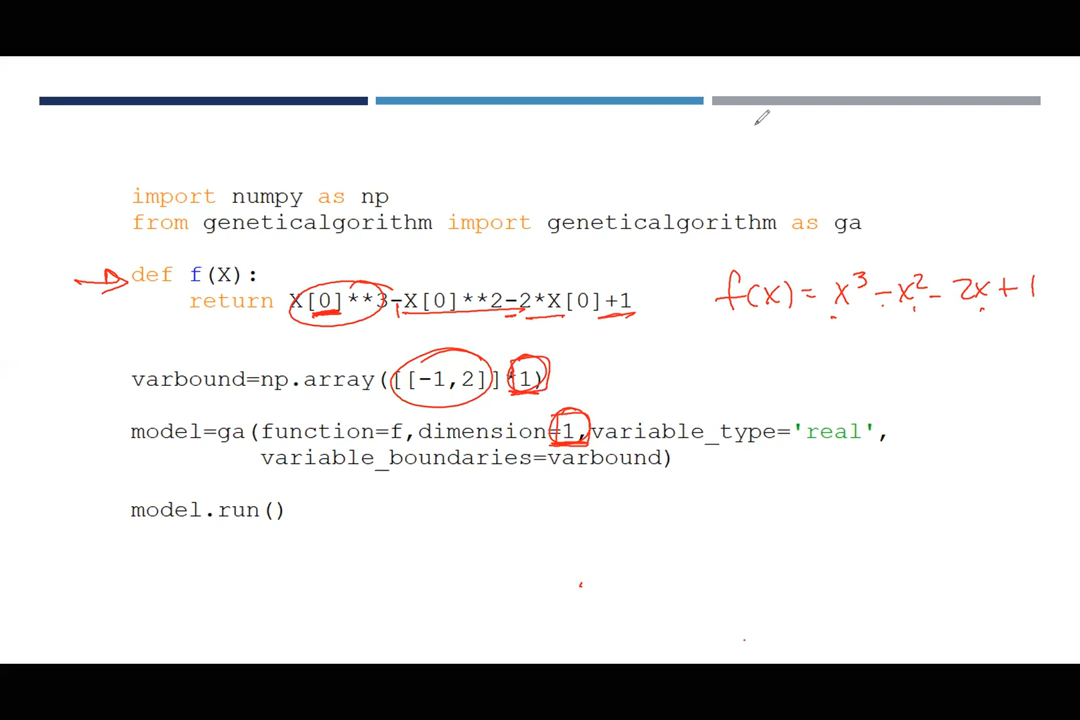 import numpy as np
from geneticalgorithm import geneticalgorithm as ga
def f(X):
return X[0]**3-X[0]**2-2*X[0]+1
f(x) = x³ - x² - 2x + 1
varbound=np.array([[-1,2]]*1)
model=ga(function=f,dimension=1,variable_type='real',
variable_boundaries=varbound)
model.run()